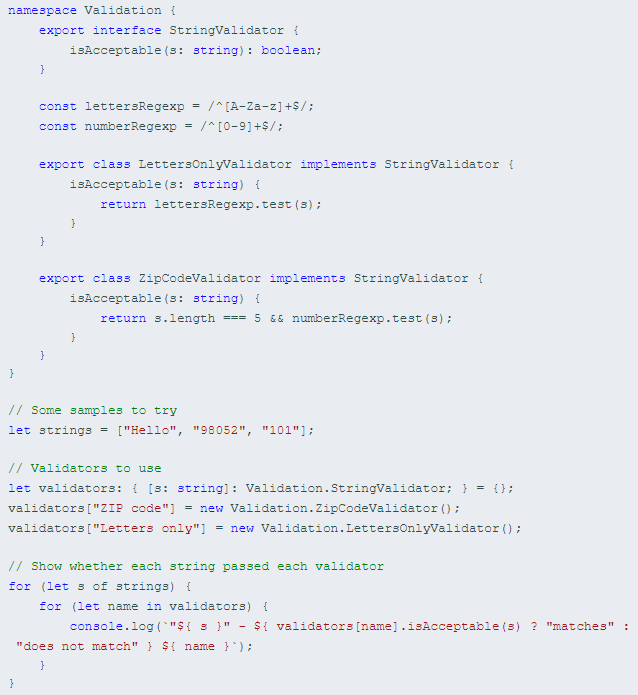 namespace Validation {
    export interface StringValidator {
        isAcceptable(s: string): boolean;
    }

    const lettersRegexp = /^[A-Za-z]+$/;
    const numberRegexp = /^[0-9]+$/;

    export class LettersOnlyValidator implements StringValidator {
        isAcceptable(s: string) {
            return lettersRegexp.test(s);
        }
    }

    export class ZipCodeValidator implements StringValidator {
        isAcceptable(s: string) {
            return s.length === 5 && numberRegexp.test(s);
        }
    }
}

// Some samples to try
let strings = ["Hello", "98052", "101"];

// Validators to use
let validators: { [s: string]: Validation.StringValidator; } = {};
validators["ZIP code"] = new Validation.ZipCodeValidator();
validators["Letters only"] = new Validation.LettersOnlyValidator();

// Show whether each string passed each validator
for (let s of strings) {
    for (let name in validators) {
        console.log(`"${ s }" - ${ validators[name].isAcceptable(s) ? "matches" :
 "does not match" } ${ name }`);
    }
}